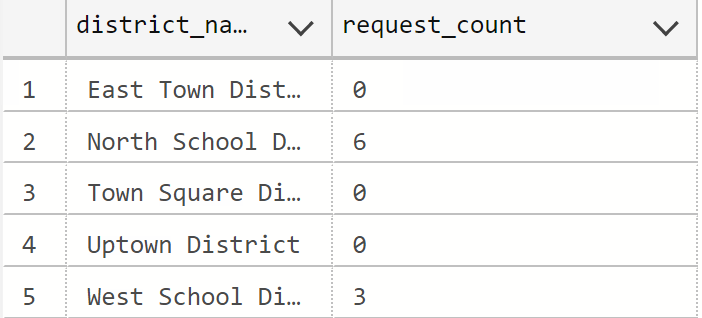 district_na… request_count
1 East Town Dist… 0
2 North School D… 6
3 Town Square Di… 0
4 Uptown District 0
5 West School Di… 3